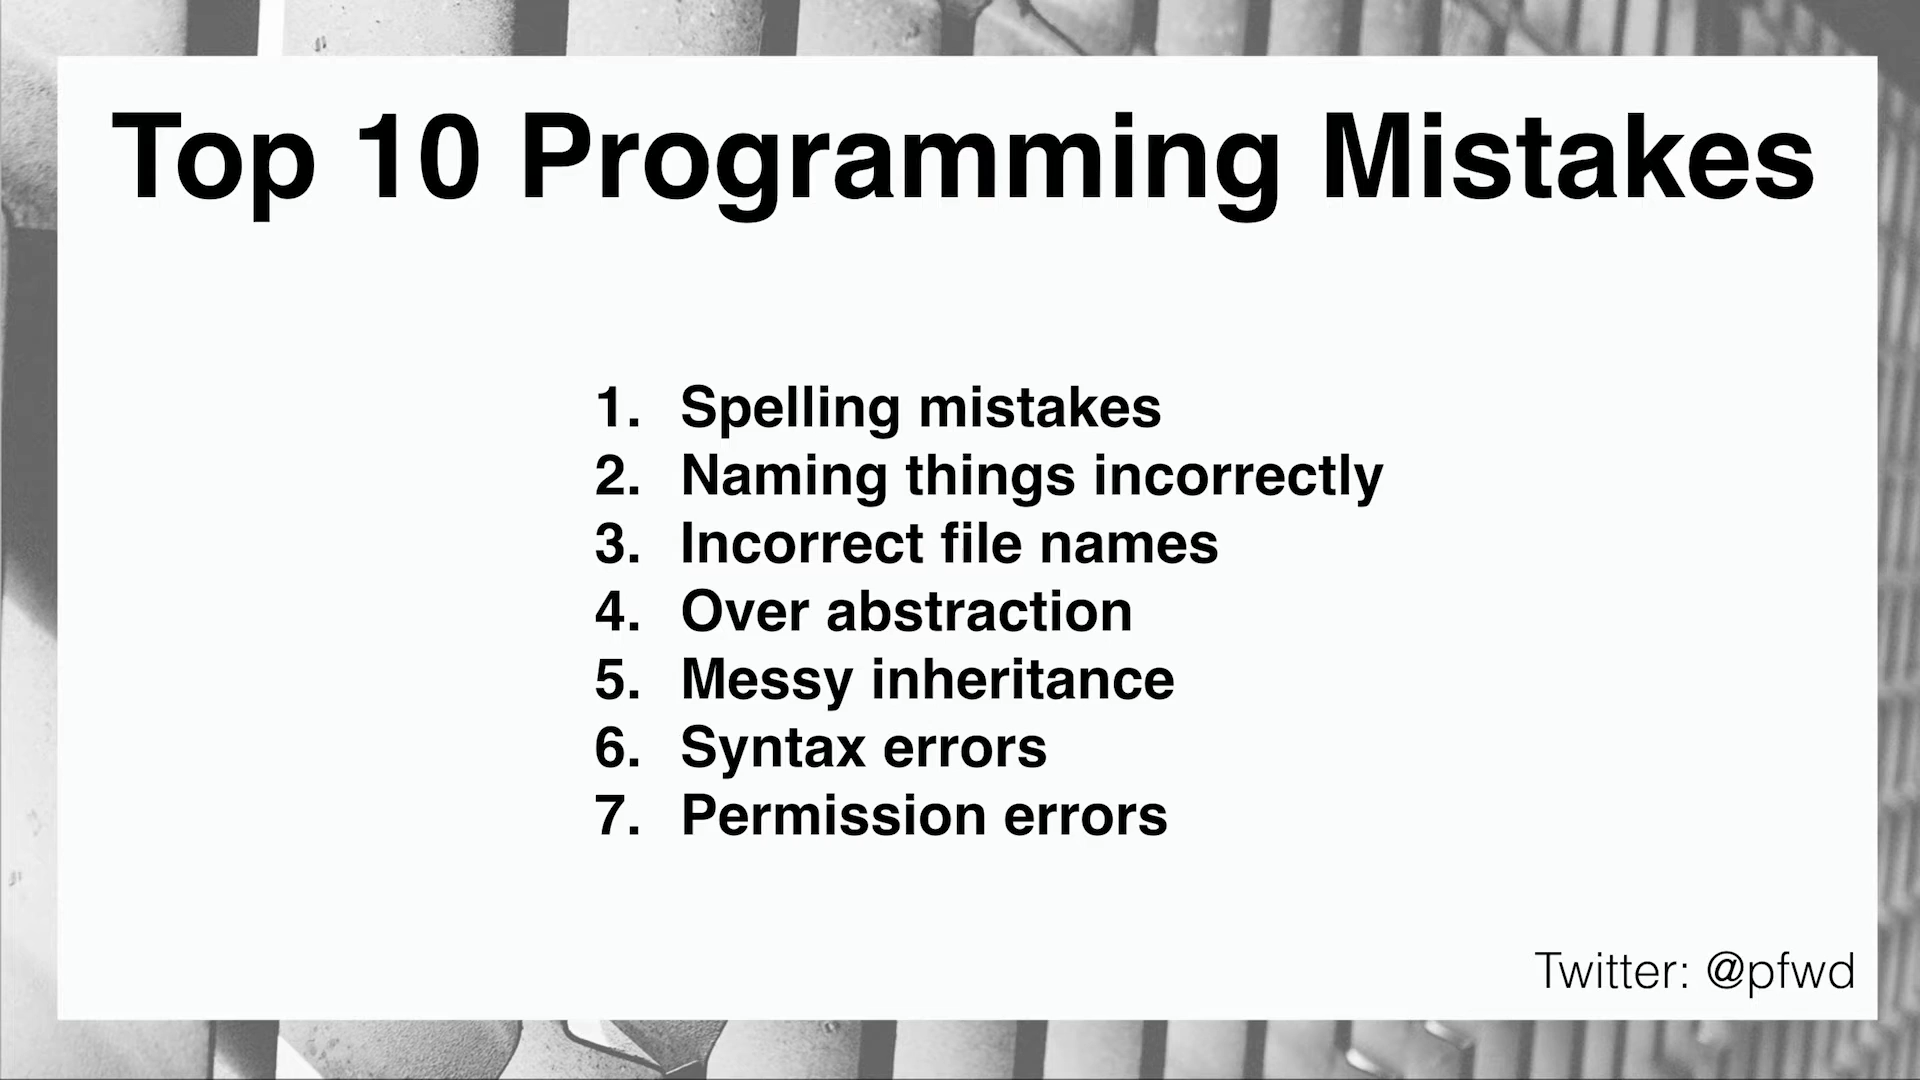 Top 10 Programming Mistakes
1. Spelling mistakes
2. Naming things incorrectly
3. Incorrect file names
4. Over abstraction
5. Messy inheritance
6. Syntax errors
7. Permission errors
Twitter: @pfwd